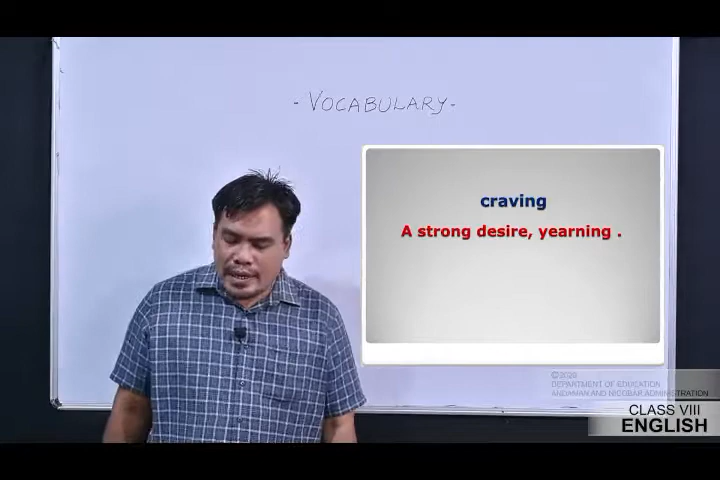 - VOCABULARY -
craving
A strong desire, yearning .
©2020
DEPARTMENT OF EDUCATION
ANDAMAN AND NICOBAR ADMINISTRATION
CLASS VIII
ENGLISH